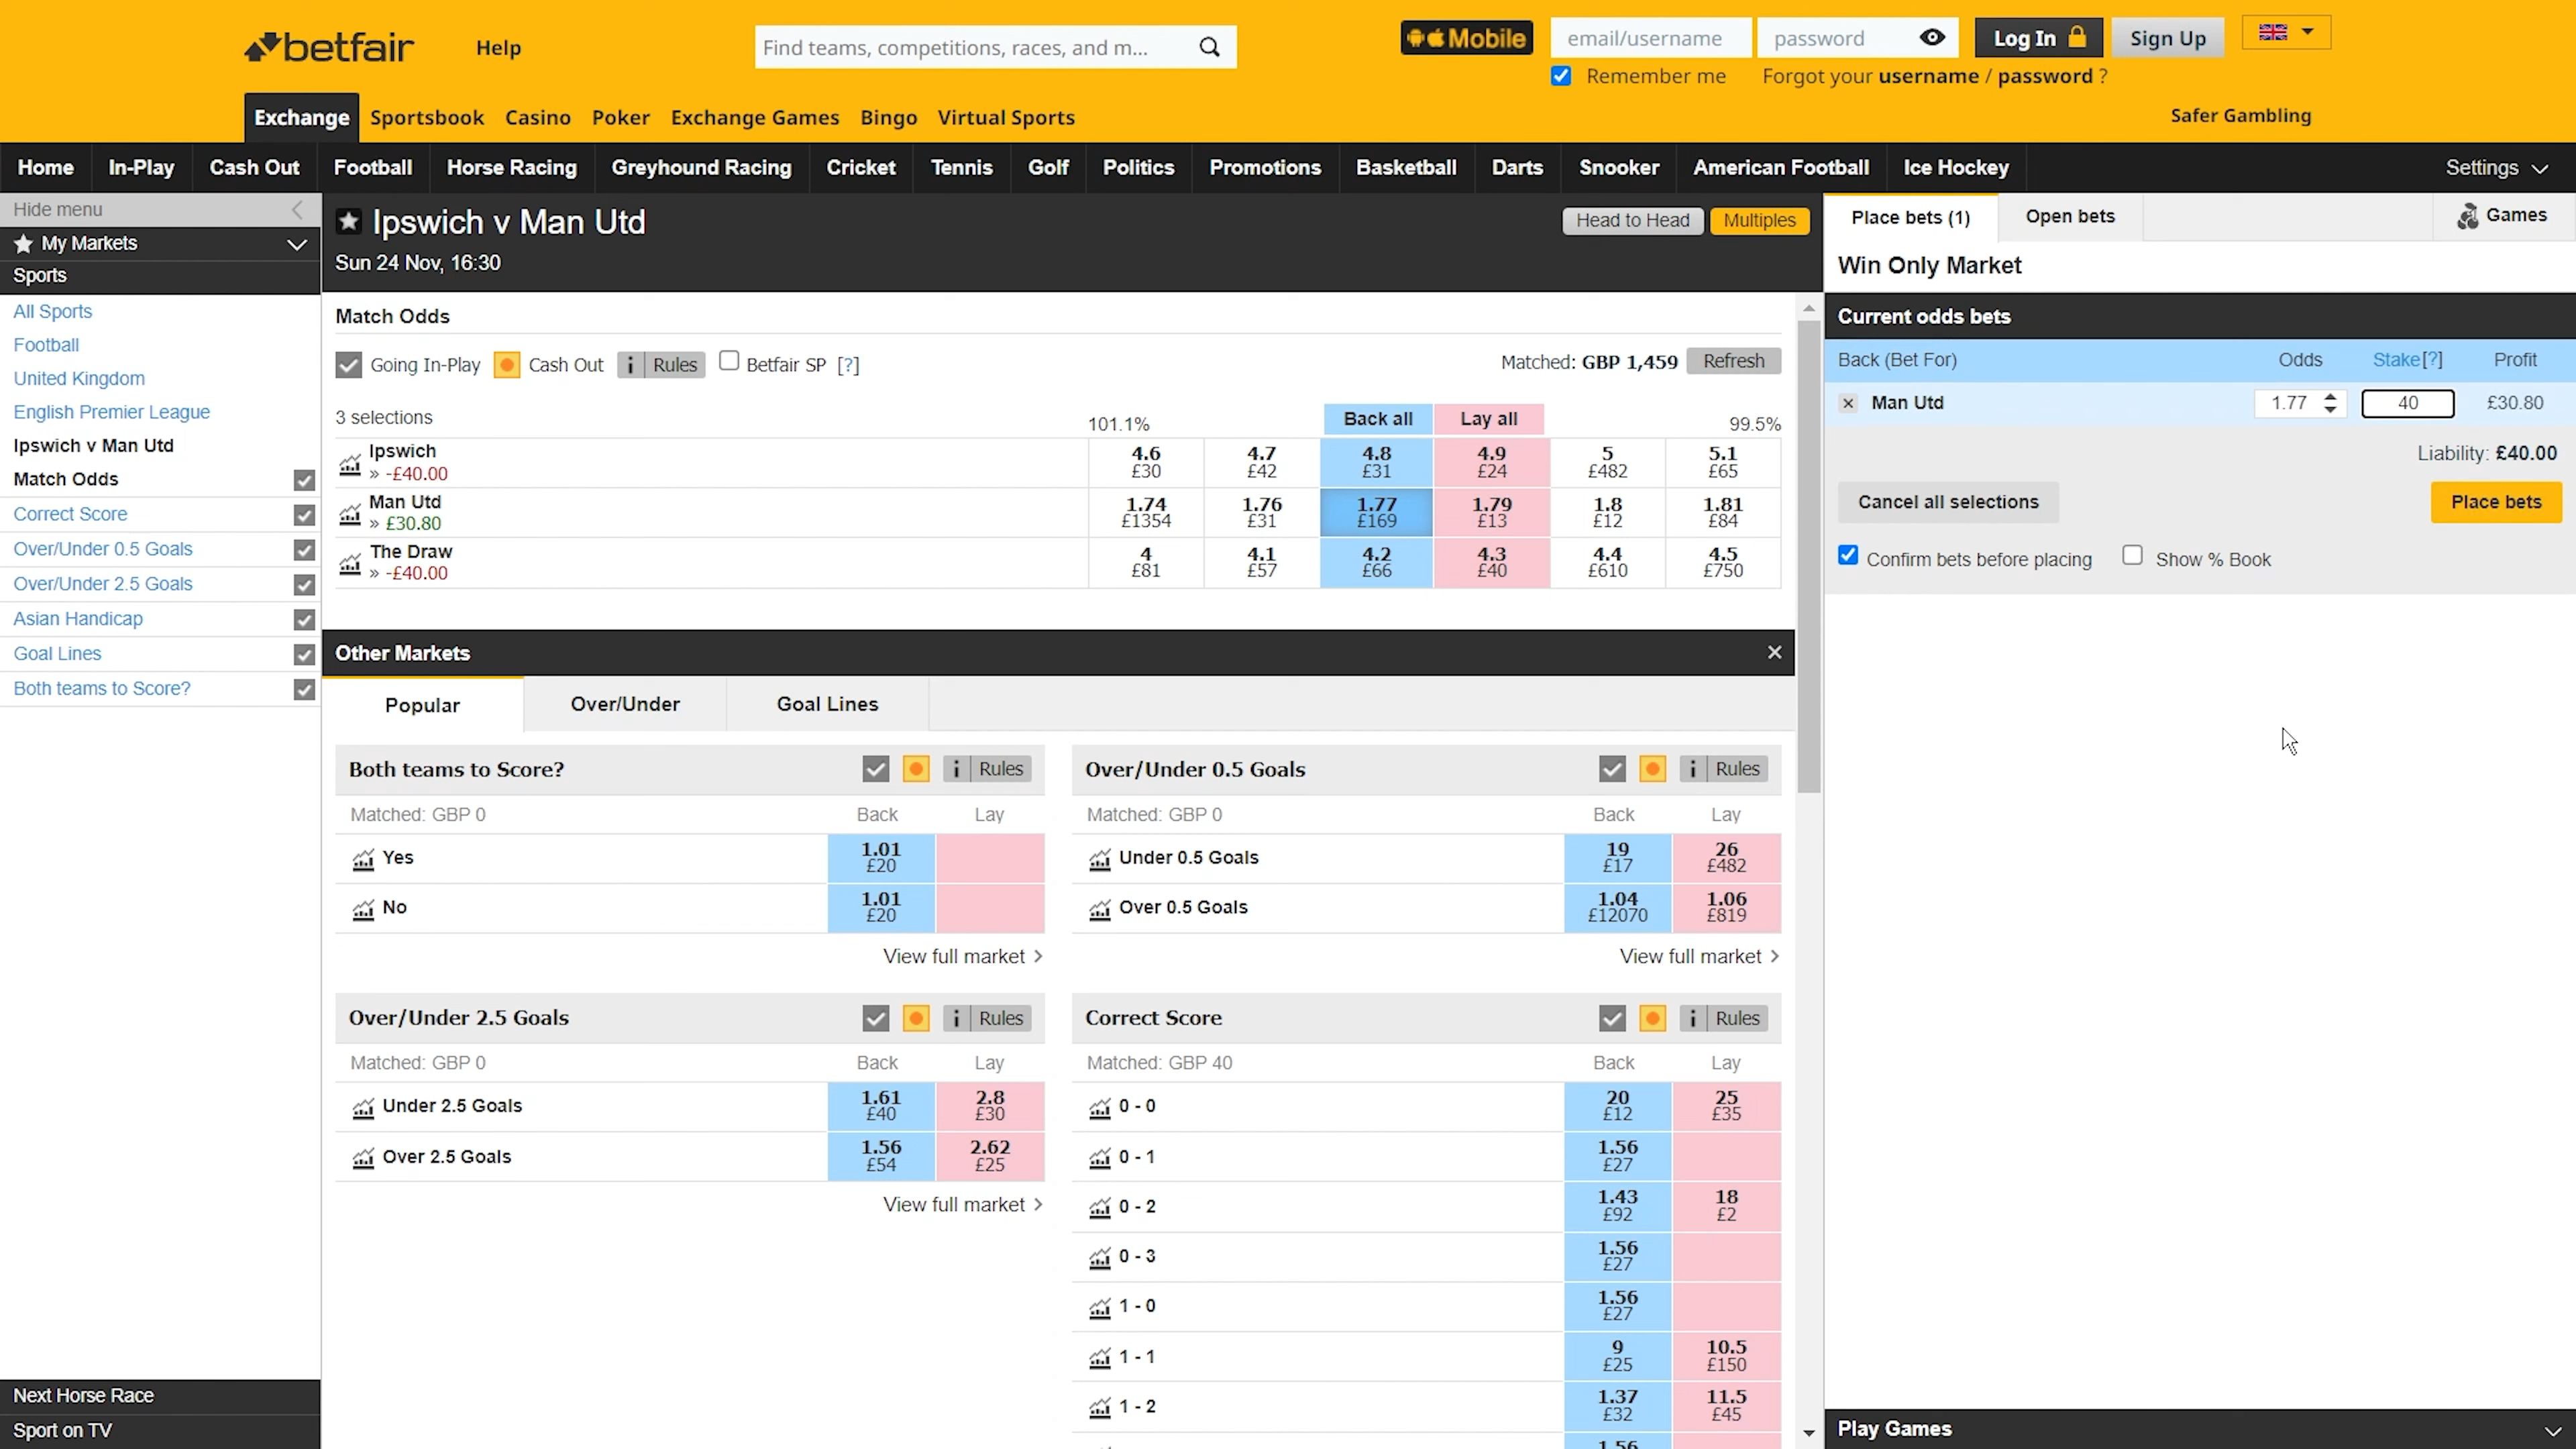 betfair
Help
Find teams, competitions, races, and m...
Mobile
email/username
password
Log In
Sign Up
Remember me
Forgot your username / password ?
Exchange
Sportsbook
Casino
Poker
Exchange Games
Bingo
Virtual Sports
Safer Gambling
Home
In-Play
Cash Out
Football
Horse Racing
Greyhound Racing
Cricket
Tennis
Golf
Politics
Promotions
Basketball
Darts
Snooker
American Football
Ice Hockey
Settings
Hide menu
My Markets
Sports
All Sports
Football
United Kingdom
English Premier League
Ipswich v Man Utd
Match Odds
Correct Score
Over/Under 0.5 Goals
Over/Under 2.5 Goals
Asian Handicap
Goal Lines
Both teams to Score?
Next Horse Race
Sport on TV
Ipswich v Man Utd
Head to Head
Multiples
Sun 24 Nov, 16:30
Match Odds
Going In-Play
Cash Out
i Rules
Betfair SP [?]
Matched: GBP 1,459
Refresh
3 selections
101.1%
Back all
Lay all
99.5%
Ipswich
» -£40.00
4.6 4.7 4.8 4.9 5 5.1
£30 £42 £31 £24 £482 £65
Man Utd
» £30.80
1.74 1.76 1.77 1.79 1.8 1.81
£1354 £31 £169 £13 £12 £84
The Draw
» -£40.00
4 4.1 4.2 4.3 4.4 4.5
£81 £57 £66 £40 £610 £750
Other Markets
Popular
Over/Under
Goal Lines
Both teams to Score?
i Rules
Matched: GBP 0
Back
Lay
Yes
1.01
£20
No
1.01
£20
View full market >
Over/Under 0.5 Goals
i Rules
Matched: GBP 0
Back
Lay
Under 0.5 Goals
19 26
£17 £482
Over 0.5 Goals
1.04 1.06
£12070 £819
View full market >
Over/Under 2.5 Goals
i Rules
Matched: GBP 0
Back
Lay
Under 2.5 Goals
1.61 2.8
£40 £30
Over 2.5 Goals
1.56 2.62
£54 £25
View full market >
Correct Score
i Rules
Matched: GBP 40
Back
Lay
0 - 0
20 25
£12 £35
0 - 1
1.56
£27
0 - 2
1.43 18
£92 £2
0 - 3
1.56
£27
1 - 0
1.56
£27
1 - 1
9 10.5
£25 £150
1 - 2
1.37 11.5
£32 £45
1.56
Place bets (1)
Open bets
Games
Win Only Market
Current odds bets
Back (Bet For)
Odds
Stake[?]
Profit
Man Utd
1.77
40
£30.80
Liability: £40.00
Cancel all selections
Place bets
Confirm bets before placing
Show % Book
Play Games